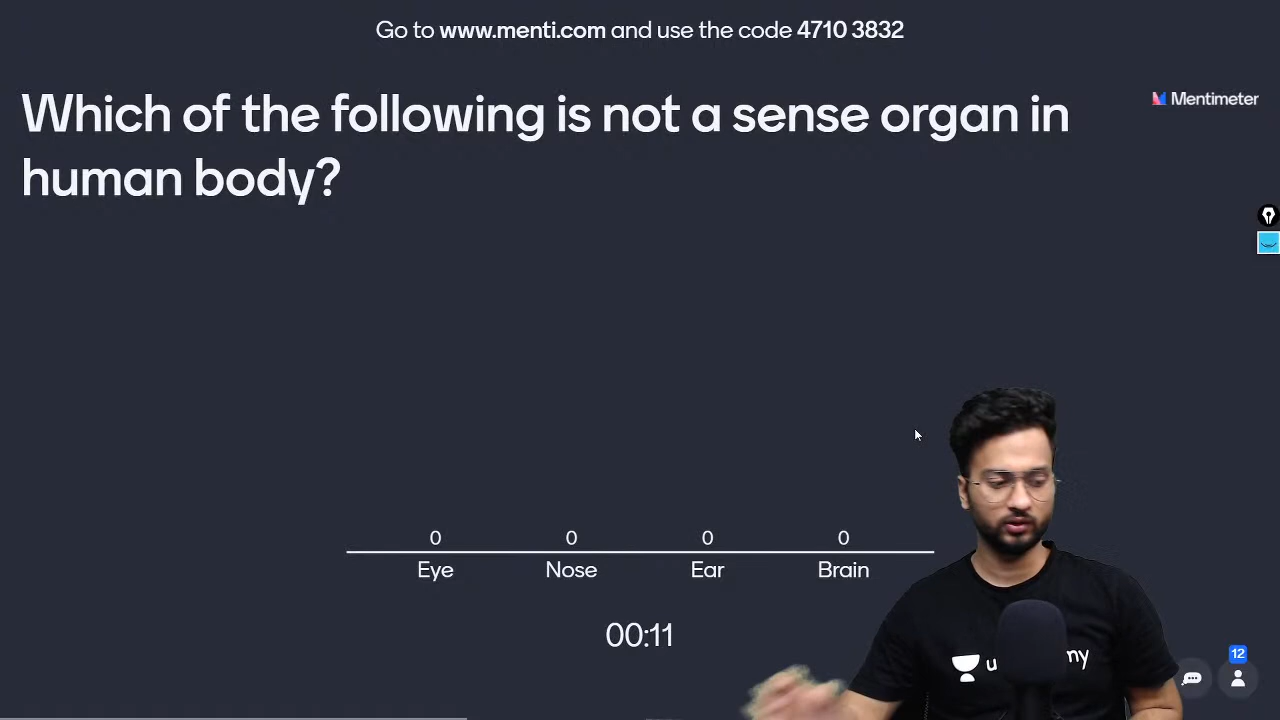 Go to www.menti.com and use the code 4710 3832
Mentimeter
Which of the following is not a sense organ in
human body?
0 0 0 0
Eye Nose Ear Brain
00:11
12